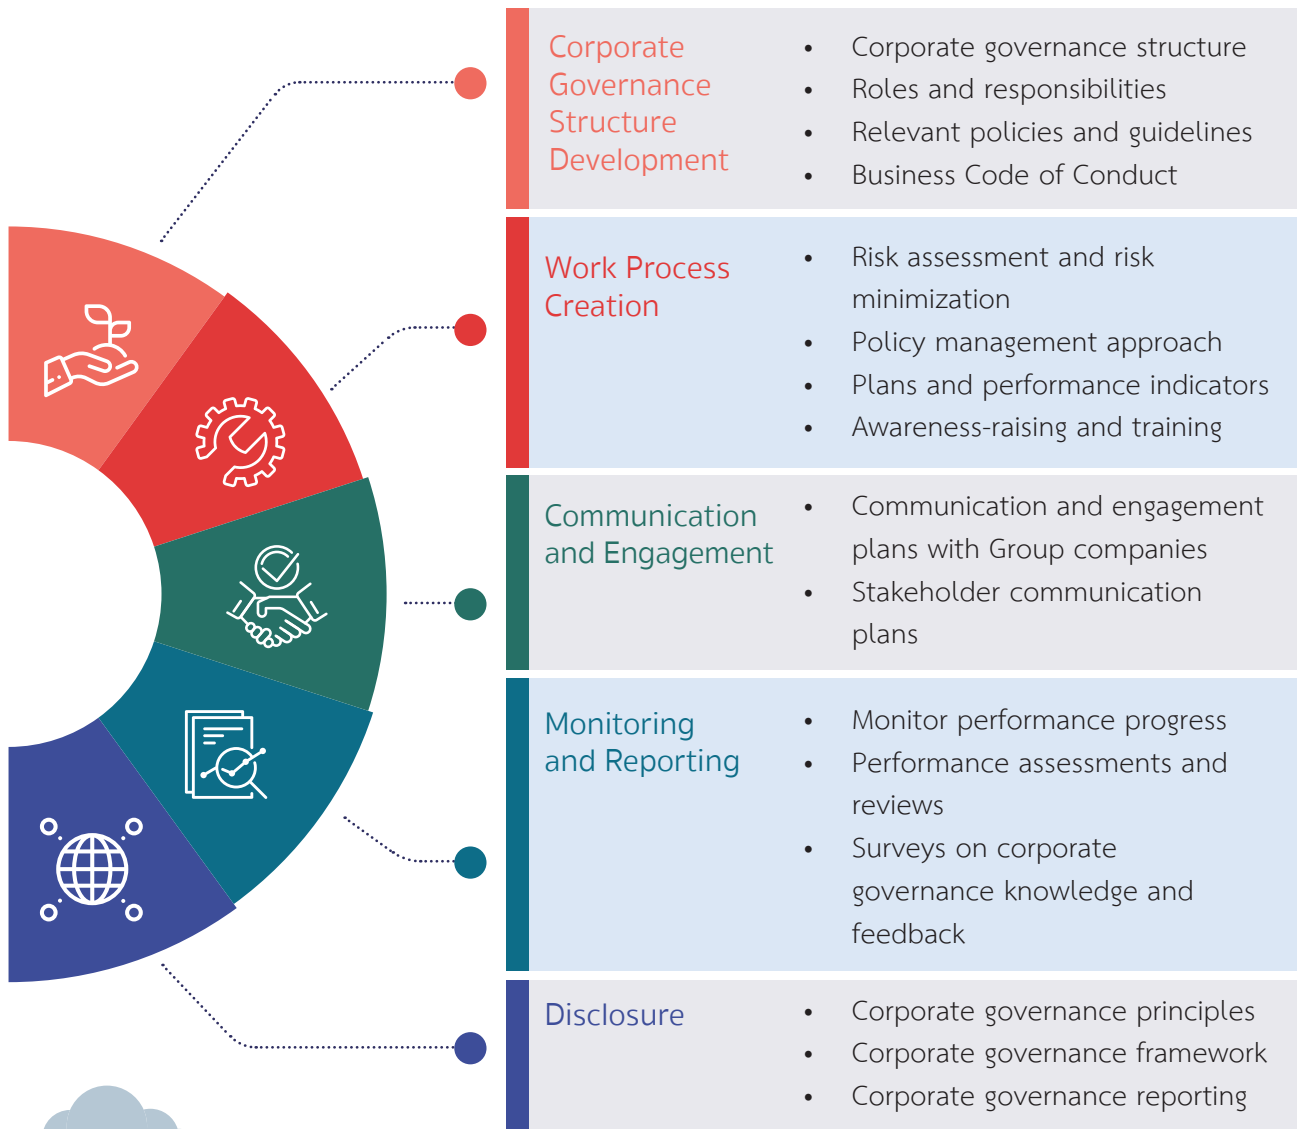 Corporate
Governance
Structure
Development
• Corporate governance structure
• Roles and responsibilities
• Relevant policies and guidelines
• Business Code of Conduct
Work Process
Creation
• Risk assessment and risk
minimization
• Policy management approach
• Plans and performance indicators
• Awareness-raising and training
Communication
and Engagement
• Communication and engagement
plans with Group companies
• Stakeholder communication
plans
Monitoring
and Reporting
• Monitor performance progress
• Performance assessments and
reviews
• Surveys on corporate
governance knowledge and
feedback
Disclosure
• Corporate governance principles
• Corporate governance framework
• Corporate governance reporting